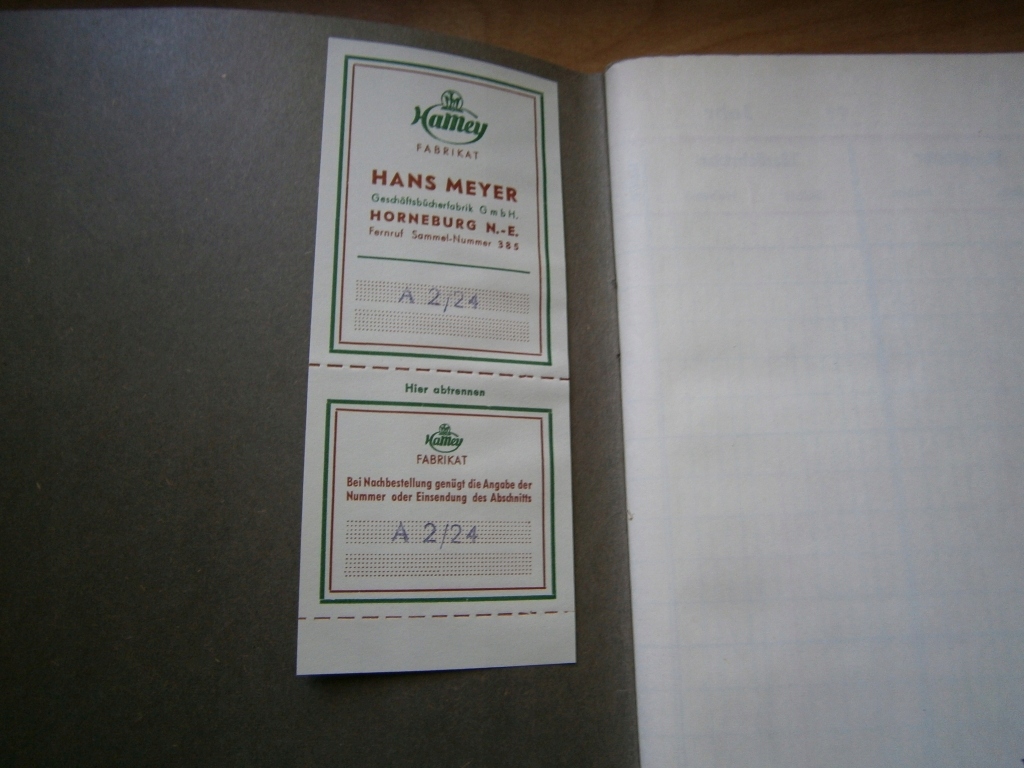 HaMey
FABRIKAT
HANS MEYER
Geschäftsbücherfabrik GmbH.
HORNEBURG N.-E.
Fernruf Sammel-Nummer 385
A 2/24
Hier abtrennen
HaMey
FABRIKAT
Bei Nachbestellung genügt die Angabe der
Nummer oder Einsendung des Abschnitts
A 2/24